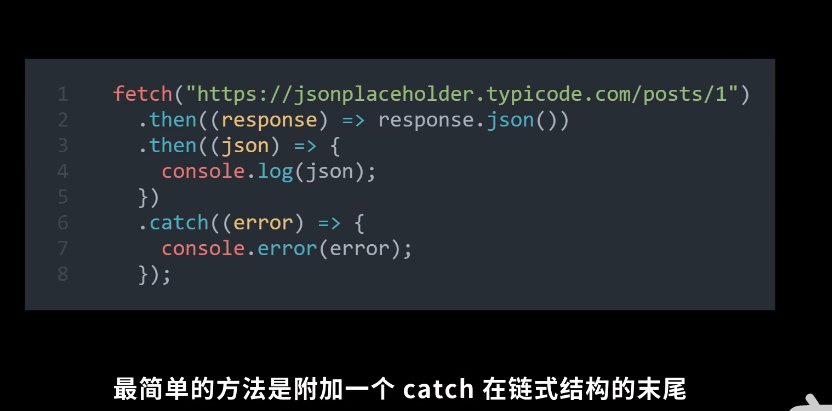 1 fetch("https://jsonplaceholder.typicode.com/posts/1")
2 .then((response) => response.json())
3 .then((json) => {
4 console.log(json);
5 })
6 .catch((error) => {
7 console.error(error);
8 });
最简单的方法是附加一个 catch 在链式结构的末尾